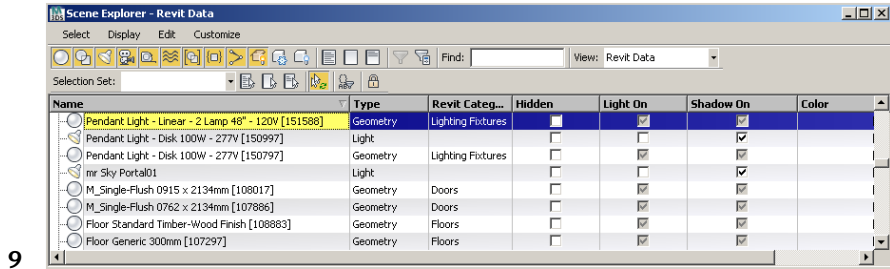 Scene Explorer - Revit Data
Select Display Edit Customize
Find: View: Revit Data
Selection Set:
Name Type Revit Categ... Hidden Light On Shadow On Color
Pendant Light - Linear - 2 Lamp 48" - 120V [151588] Geometry Lighting Fixtures
Pendant Light - Disk 100W - 277V [150997] Light
Pendant Light - Disk 100W - 277V [150797] Geometry Lighting Fixtures
mr Sky Portal01 Light
M_Single-Flush 0915 x 2134mm [108017] Geometry Doors
M_Single-Flush 0762 x 2134mm [107886] Geometry Doors
Floor Standard Timber-Wood Finish [108883] Geometry Floors
Floor Generic 300mm [107297] Geometry Floors
9